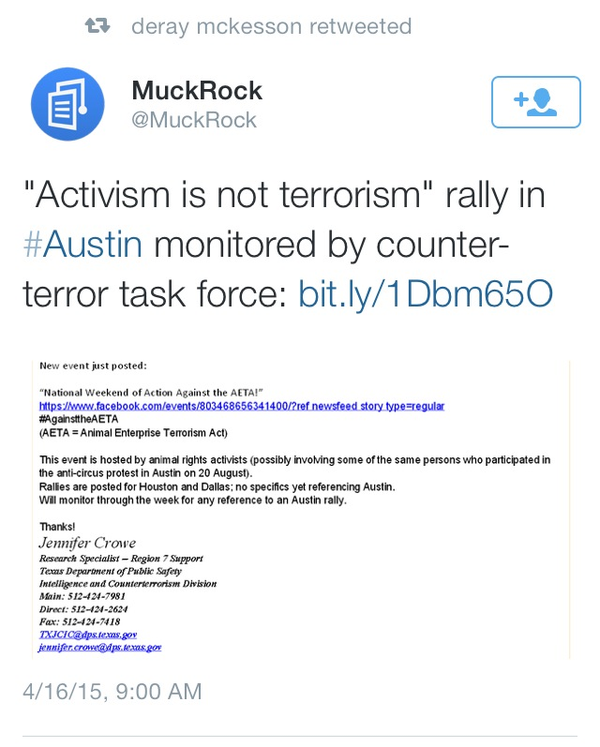 deray mckesson retweeted
MuckRock
@MuckRock
"Activism is not terrorism" rally in
#Austin monitored by counter-
terror task force: bit.ly/1Dbm65O
New event just posted:
"National Weekend of Action Against the AETA!"
https://www.facebook.com/events/803468656341400/?ref newsfeed story type=regular
#AgainsttheAETA
(AETA = Animal Enterprise Terrorism Act)
This event is hosted by animal rights activists (possibly involving some of the same persons who participated in
the anti-circus protest in Austin on 20 August).
Rallies are posted for Houston and Dallas; no specifics yet referencing Austin.
Will monitor through the week for any reference to an Austin rally.
Thanks!
Jennifer Crowe
Research Specialist – Region 7 Support
Texas Department of Public Safety
Intelligence and Counterterrorism Division
Main: 512-424-7981
Direct: 512-424-2624
Fax: 512-424-7418
TXJCIC@dps.texas.gov
jennifer.crowe@dps.texas.gov
4/16/15, 9:00 AM